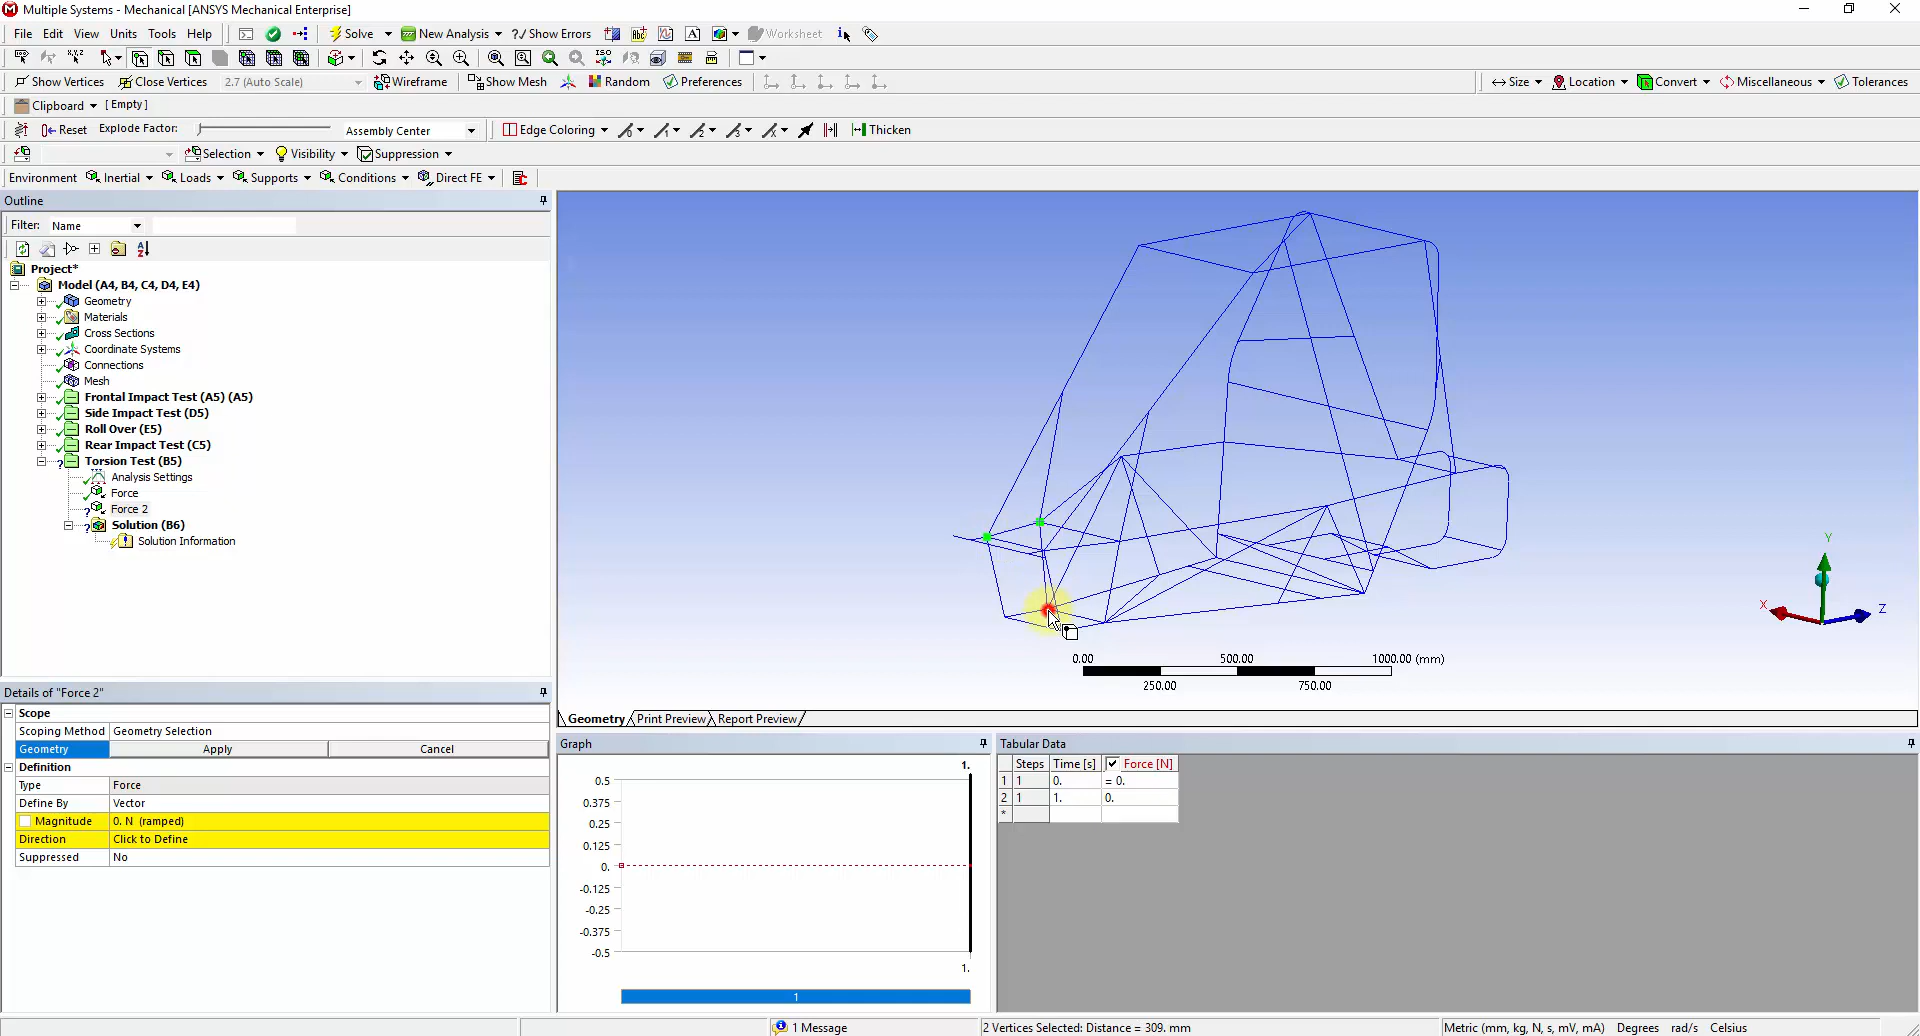 Multiple Systems - Mechanical [ANSYS Mechanical Enterprise]
File Edit View Units Tools Help Solve New Analysis ?/ Show Errors Worksheet
ISO
Show Vertices Close Vertices 2.7 (Auto Scale) Wireframe Show Mesh Random Preferences Size Location Convert Miscellaneous Tolerances
Clipboard [ Empty ]
Reset Explode Factor: Assembly Center Edge Coloring Thicken
Selection Visibility Suppression
Environment Inertial Loads Supports Conditions Direct FE
Outline
Filter: Name
Project*
Model (A4, B4, C4, D4, E4)
Geometry
Materials
Cross Sections
Coordinate Systems
Connections
Mesh
Frontal Impact Test (A5) (A5)
Side Impact Test (D5)
Roll Over (E5)
Rear Impact Test (C5)
Torsion Test (B5)
Analysis Settings
Force
Force 2
Solution (B6)
Solution Information
Y
X
Z
0.00 500.00 1000.00 (mm)
250.00 750.00
Geometry Print Preview Report Preview
Details of "Force 2"
Scope
Scoping Method Geometry Selection
Geometry Apply Cancel
Definition
Type Force
Define By Vector
Magnitude 0. N (ramped)
Direction Click to Define
Suppressed No
Graph
1.
0.5
0.375
0.25
0.125
0.
-0.125
-0.25
-0.375
-0.5
1.
1
Tabular Data
Steps Time [s] Force [N]
1 1 0. = 0.
2 1 1. 0.
*
1 Message 2 Vertices Selected: Distance = 309. mm Metric (mm, kg, N, s, mV, mA) Degrees rad/s Celsius